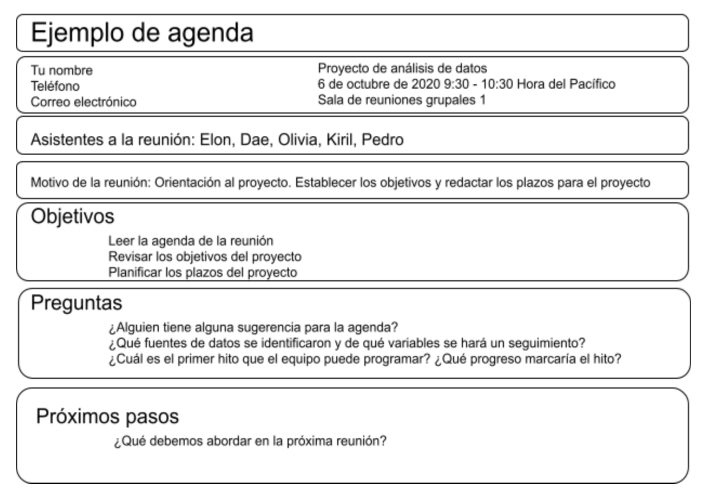 Ejemplo de agenda
Tu nombre
Teléfono
Correo electrónico
Proyecto de análisis de datos
6 de octubre de 2020 9:30 - 10:30 Hora del Pacífico
Sala de reuniones grupales 1
Asistentes a la reunión: Elon, Dae, Olivia, Kiril, Pedro
Motivo de la reunión: Orientación al proyecto. Establecer los objetivos y redactar los plazos para el proyecto
Objetivos
Leer la agenda de la reunión
Revisar los objetivos del proyecto
Planificar los plazos del proyecto
Preguntas
¿Alguien tiene alguna sugerencia para la agenda?
¿Qué fuentes de datos se identificaron y de qué variables se hará un seguimiento?
¿Cuál es el primer hito que el equipo puede programar? ¿Qué progreso marcaría el hito?
Próximos pasos
¿Qué debemos abordar en la próxima reunión?